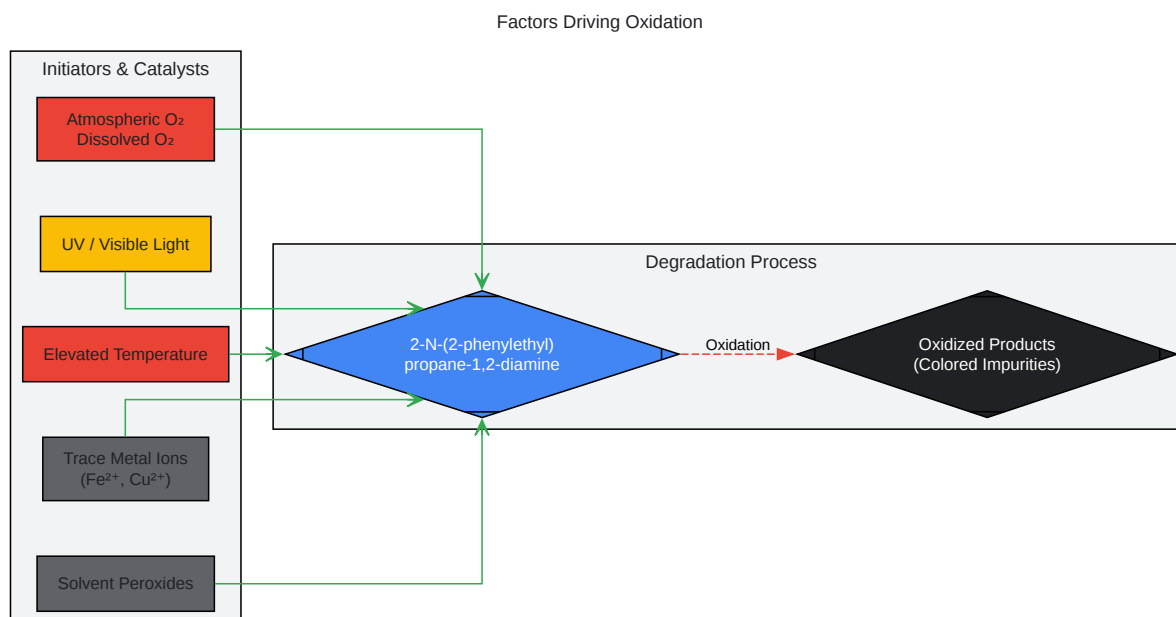 Factors Driving Oxidation
Initiators & Catalysts
Atmospheric O₂
Dissolved O₂
UV / Visible Light
Elevated Temperature
Trace Metal Ions
(Fe²⁺, Cu²⁺)
Solvent Peroxides
Degradation Process
2-N-(2-phenylethyl)
propane-1,2-diamine
Oxidation
Oxidized Products
(Colored Impurities)